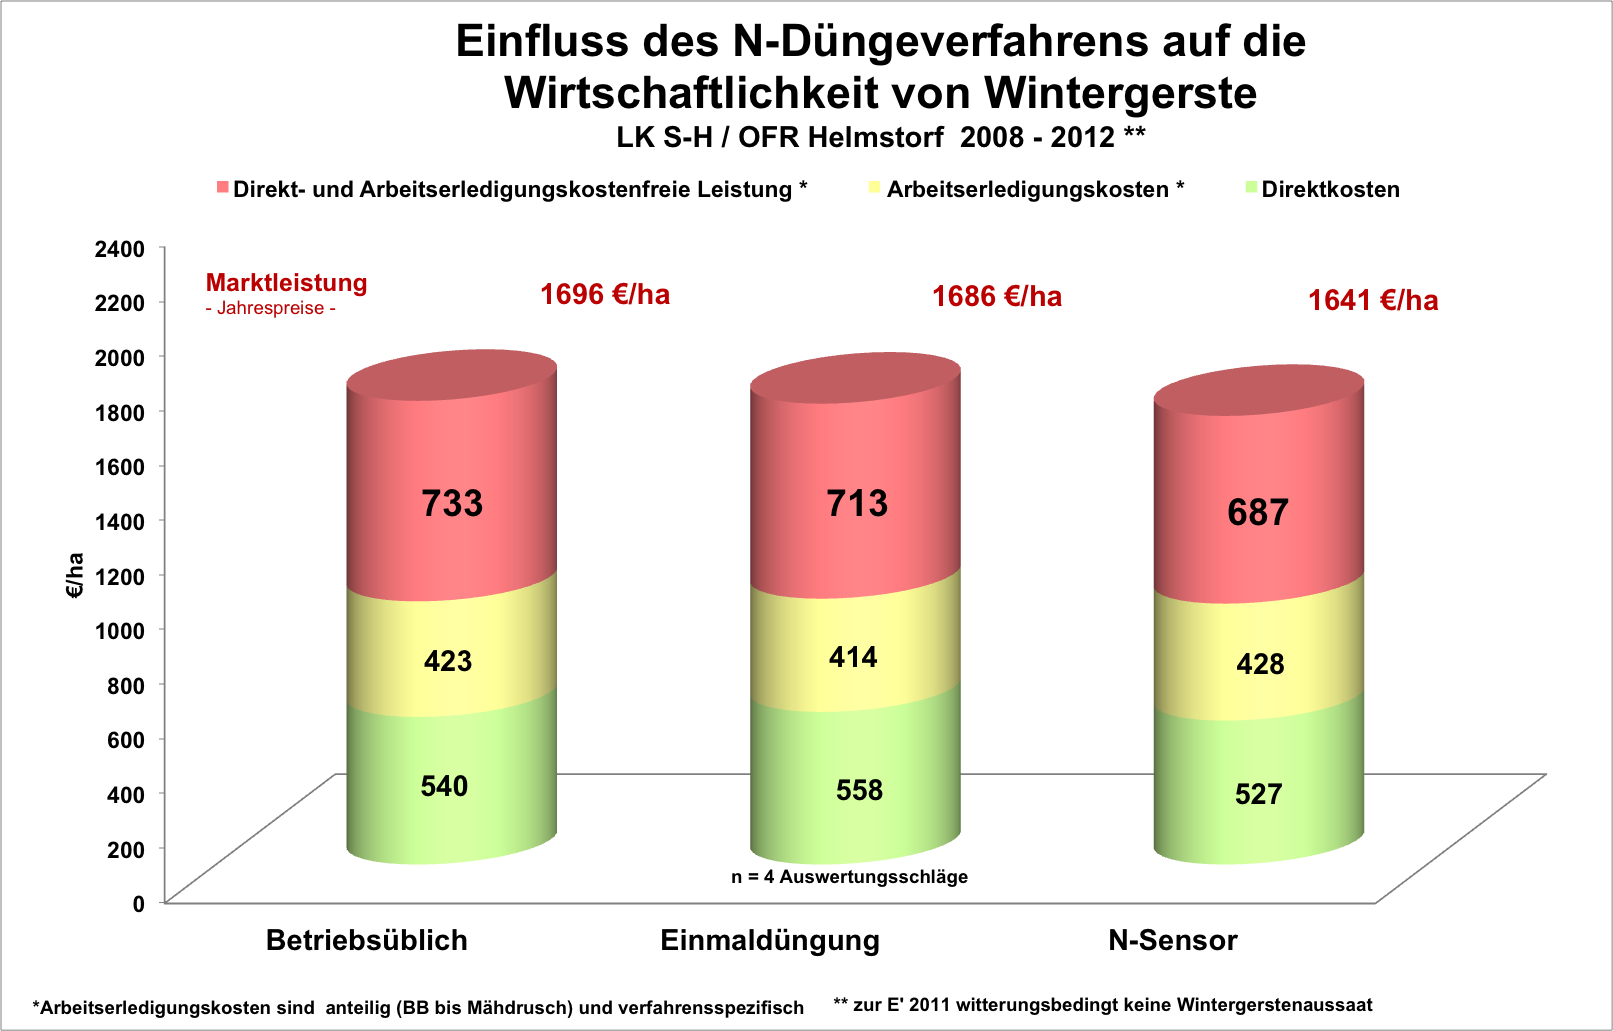 Einfluss des N-Düngeverfahrens auf die
Wirtschaftlichkeit von Wintergerste
LK S-H / OFR Helmstorf  2008 - 2012 **
Direkt- und Arbeitserledigungskostenfreie Leistung *
Arbeitserledigungskosten *
Direktkosten
2400
2200
2000
1800
1600
1400
1200
1000
800
600
400
200
0
€/ha
Marktleistung
- Jahrespreise -
1696 €/ha
1686 €/ha
1641 €/ha
733
713
687
423
414
428
540
558
527
n = 4 Auswertungsschläge
Betriebsüblich
Einmaldüngung
N-Sensor
*Arbeitserledigungskosten sind  anteilig (BB bis Mähdrusch) und verfahrensspezifisch
** zur E' 2011 witterungsbedingt keine Wintergerstenaussaat